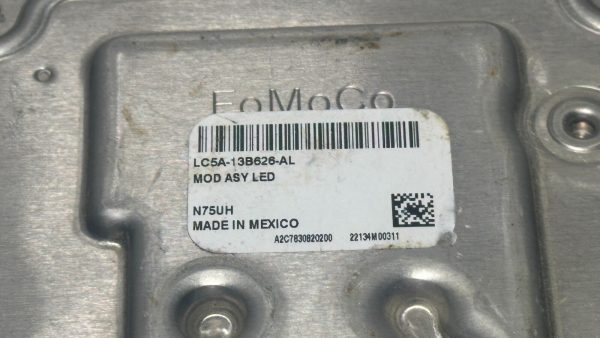 FoMoCo
LC5A-13B626-AL
MOD ASY LED
N75UH
MADE IN MEXICO
A2C7830820200 22134M00311